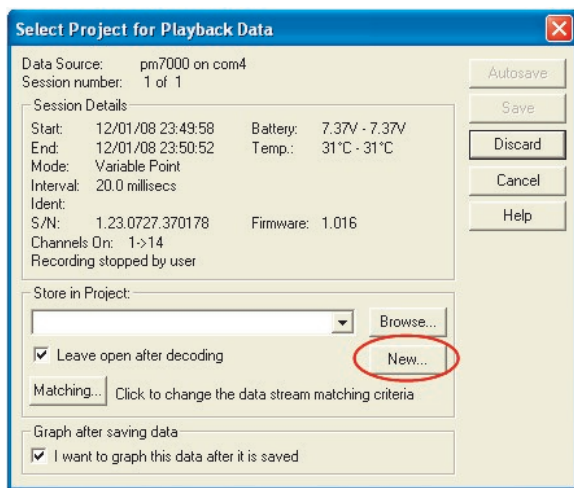 Select Project for Playback Data
Data Source: pm7000 on com4
Session number: 1 of 1
Session Details
Start: 12/01/08 23:49:58 Battery: 7.37V - 7.37V
End: 12/01/08 23:50:52 Temp.: 31°C - 31°C
Mode: Variable Point
Interval: 20.0 millisecs
Ident:
S/N: 1.23.0727.370178 Firmware: 1.016
Channels On: 1->14
Recording stopped by user
Store in Project:
Browse...
Leave open after decoding
New...
Matching... Click to change the data stream matching criteria
Graph after saving data
I want to graph this data after it is saved
Autosave
Save
Discard
Cancel
Help